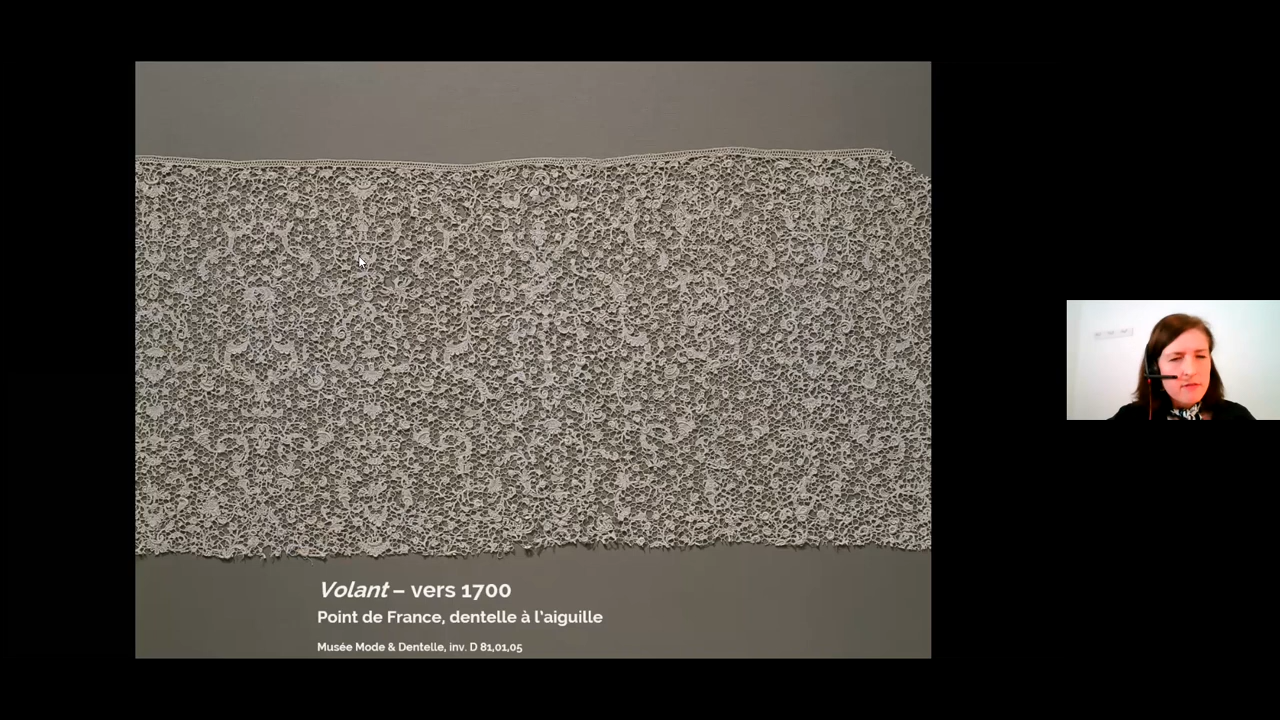 Volant – vers 1700
Point de France, dentelle à l’aiguille
Musée Mode & Dentelle, inv. D 81,01,05